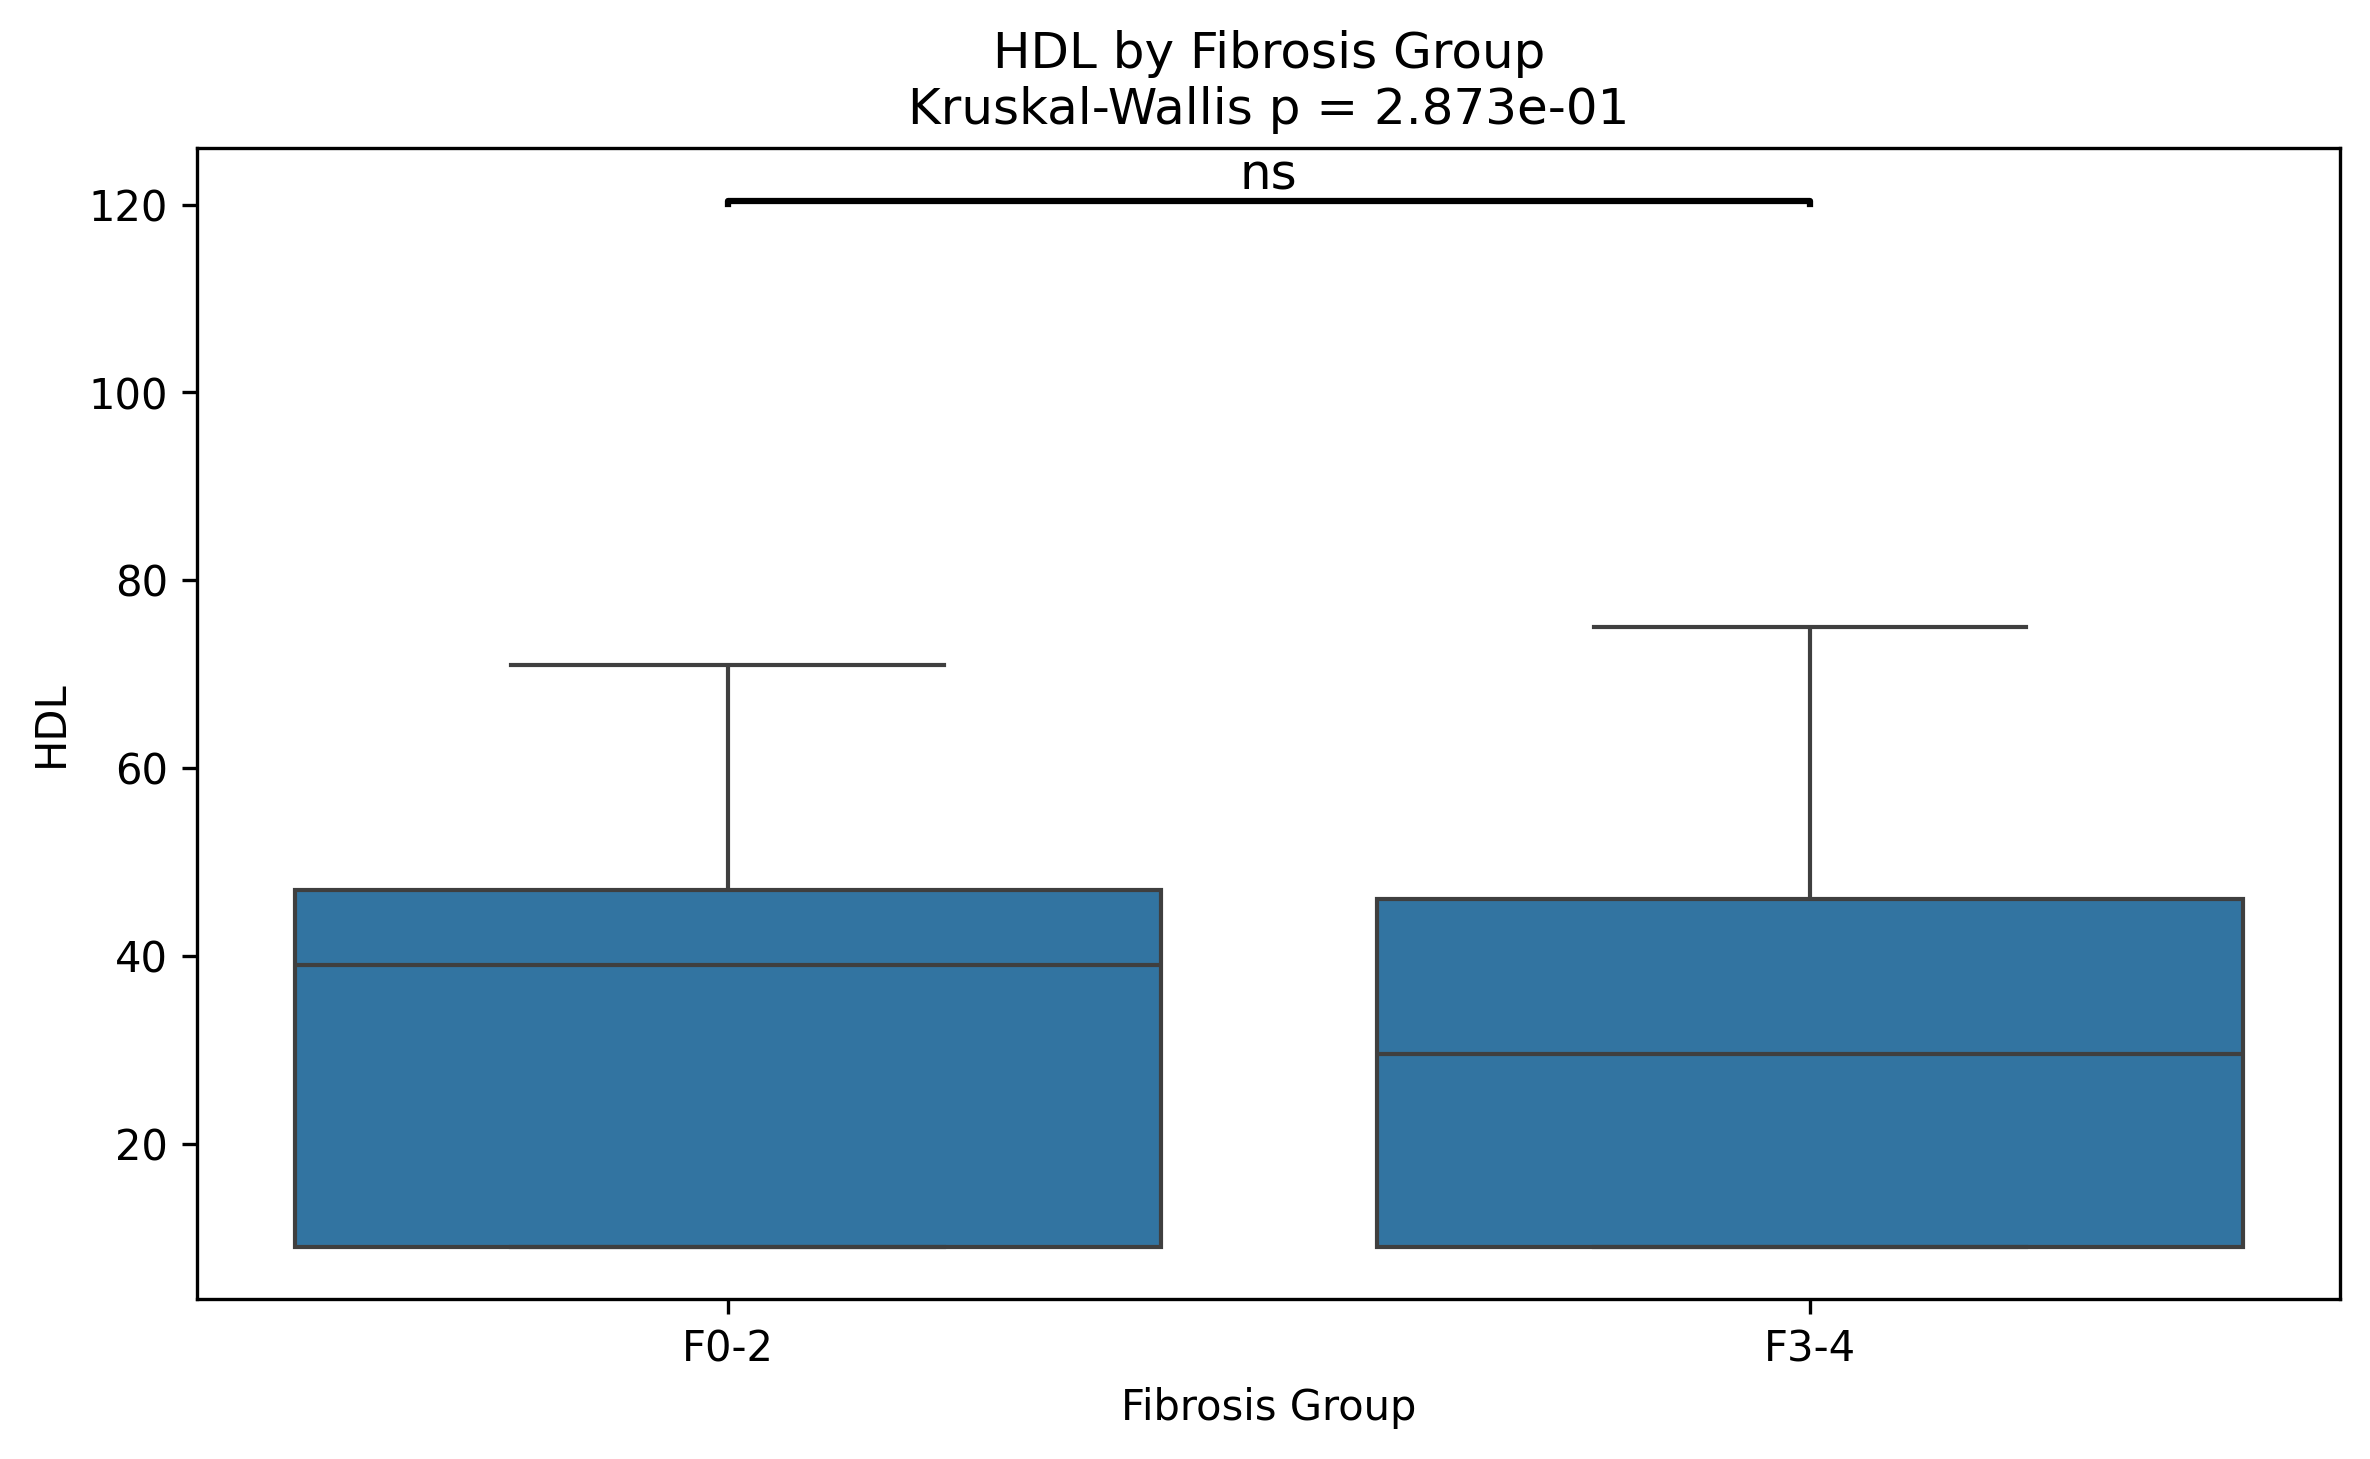 HDL by Fibrosis Group
Kruskal-Wallis p = 2.873e-01
ns
120
100
80
60
40
20
HDL
F0-2
F3-4
Fibrosis Group